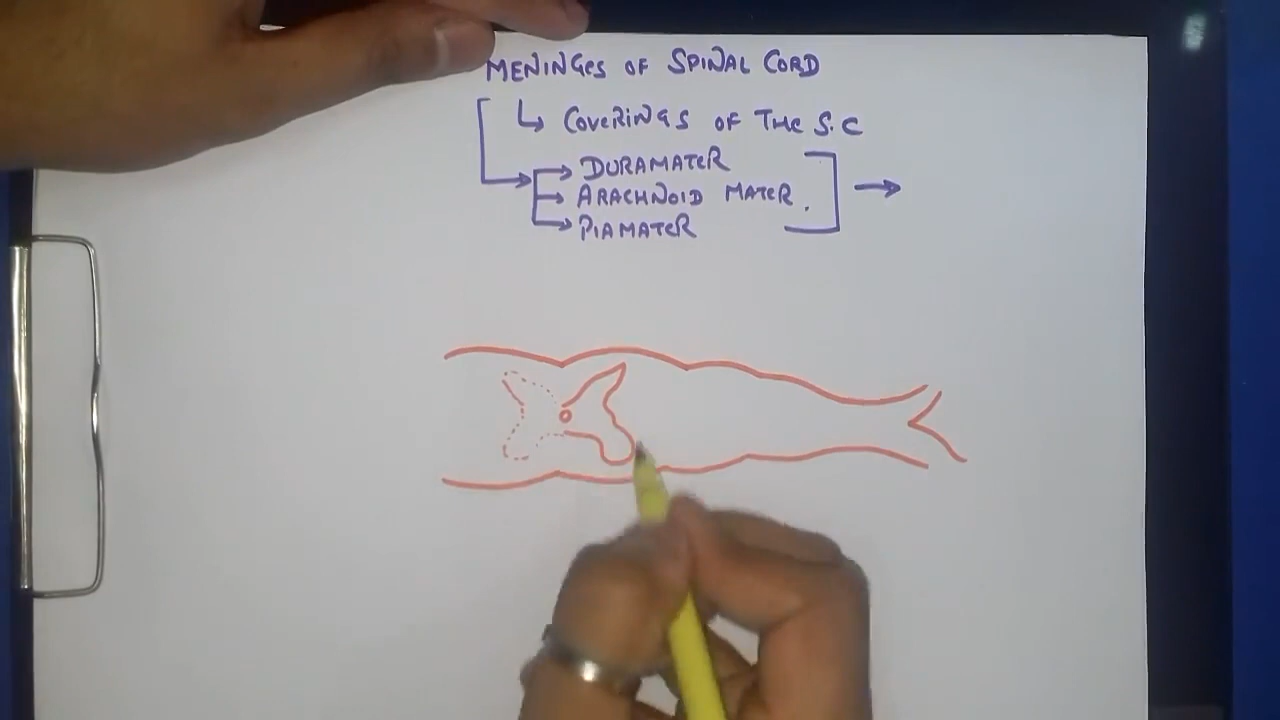 MENINGES OF SPINAL CORD
↳ COVERINGS OF THE S.C
→ DURAMATER
→ ARACHNOID MATER.
→ PIAMATER